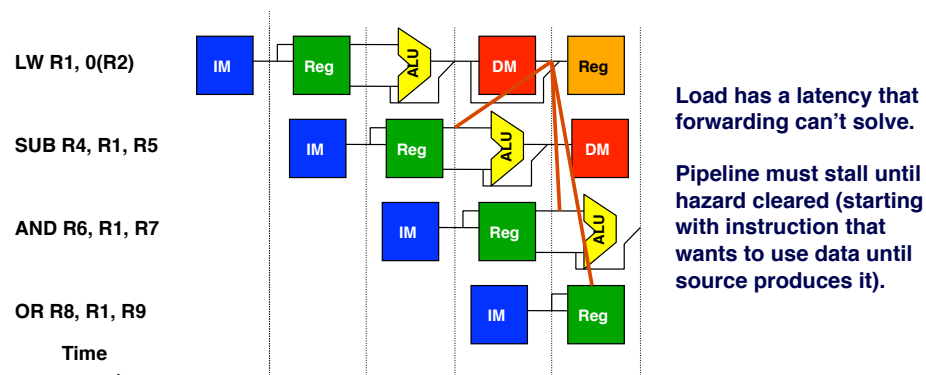 LW R1, 0(R2)
IM
Reg
ALU
DM
Reg
Load has a latency that
forwarding can't solve.
SUB R4, R1, R5
IM
Reg
ALU
DM
Pipeline must stall until
hazard cleared (starting
with instruction that
wants to use data until
source produces it).
AND R6, R1, R7
IM
Reg
ALU
OR R8, R1, R9
IM
Reg
Time